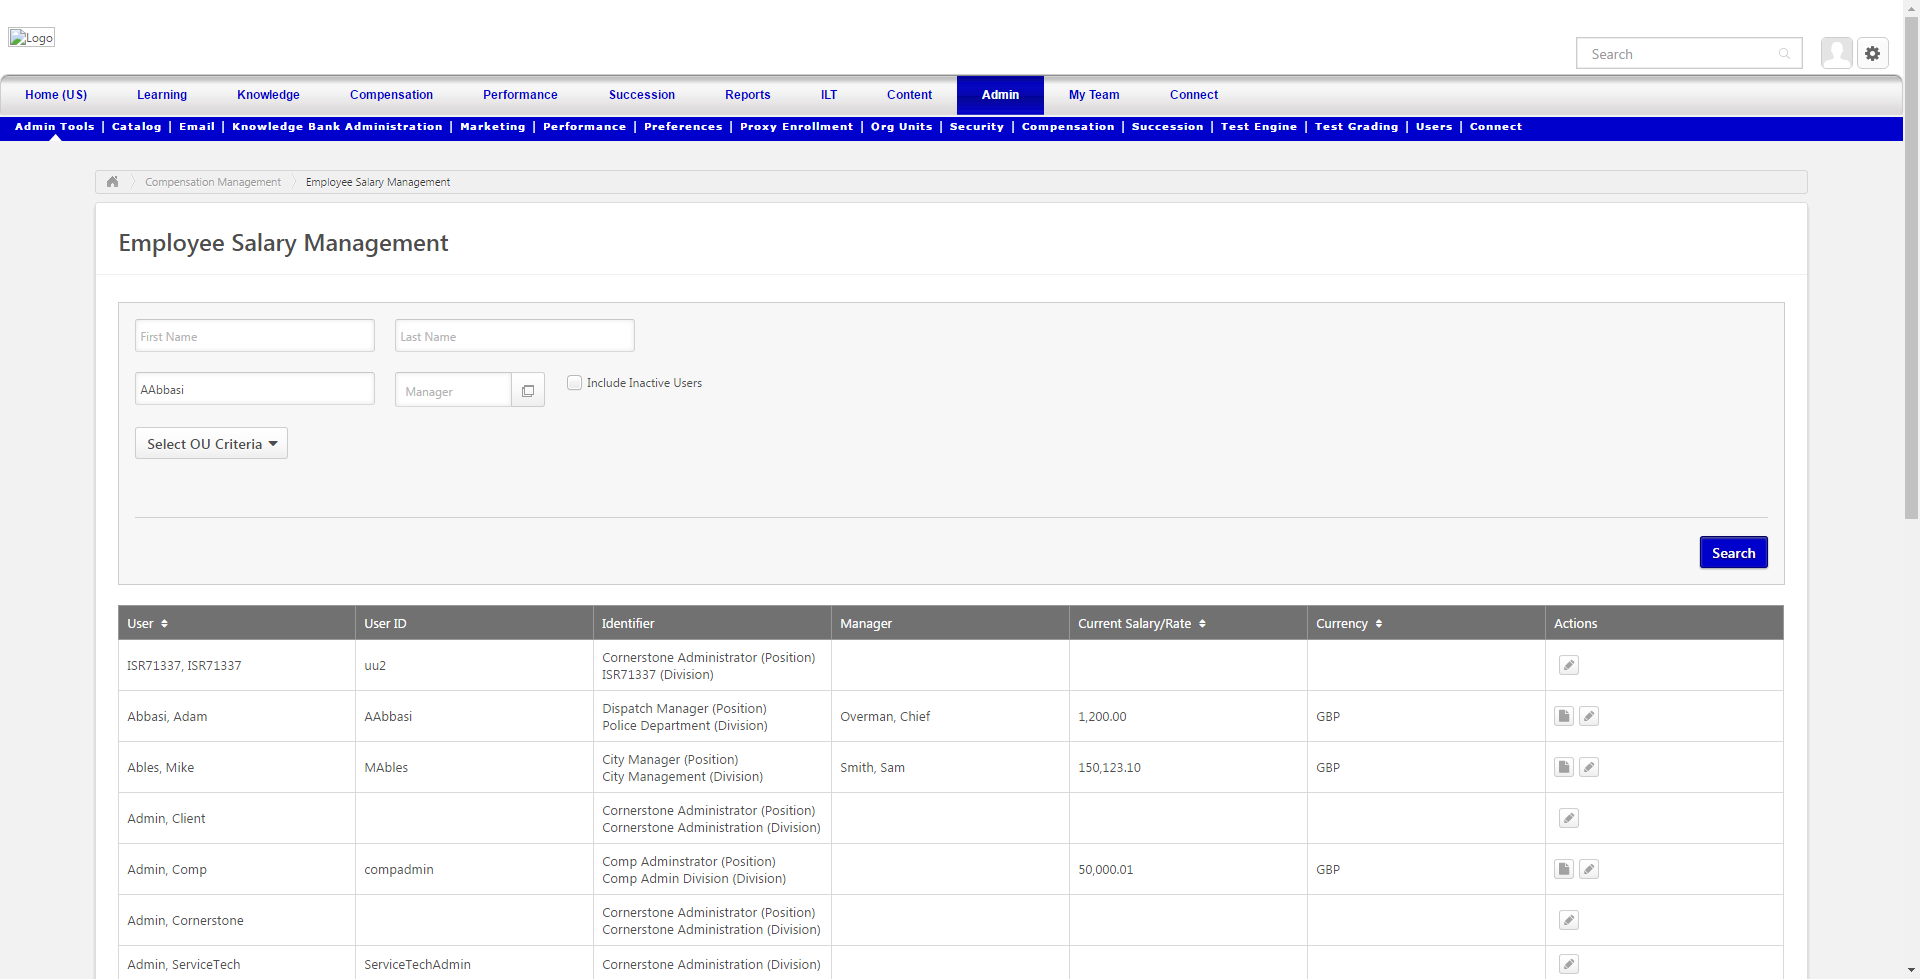 Logo
Search
Home (US) Learning Knowledge Compensation Performance Succession Reports ILT Content Admin My Team Connect
Admin Tools | Catalog | Email | Knowledge Bank Administration | Marketing | Performance | Preferences | Proxy Enrollment | Org Units | Security | Compensation | Succession | Test Engine | Test Grading | Users | Connect
Compensation Management Employee Salary Management
Employee Salary Management
First Name Last Name
AAbbasi Manager Include Inactive Users
Select OU Criteria
Search
User User ID Identifier Manager Current Salary/Rate Currency Actions
ISR71337, ISR71337 uu2 Cornerstone Administrator (Position)
ISR71337 (Division)
Abbasi, Adam AAbbasi Dispatch Manager (Position) Overman, Chief 1,200.00 GBP
Police Department (Division)
Ables, Mike MAbles City Manager (Position) Smith, Sam 150,123.10 GBP
City Management (Division)
Admin, Client Cornerstone Administrator (Position)
Cornerstone Administration (Division)
Admin, Comp compadmin Comp Adminstrator (Position) 50,000.01 GBP
Comp Admin Division (Division)
Admin, Cornerstone Cornerstone Administrator (Position)
Cornerstone Administration (Division)
Admin, ServiceTech ServiceTechAdmin Cornerstone Administration (Division)